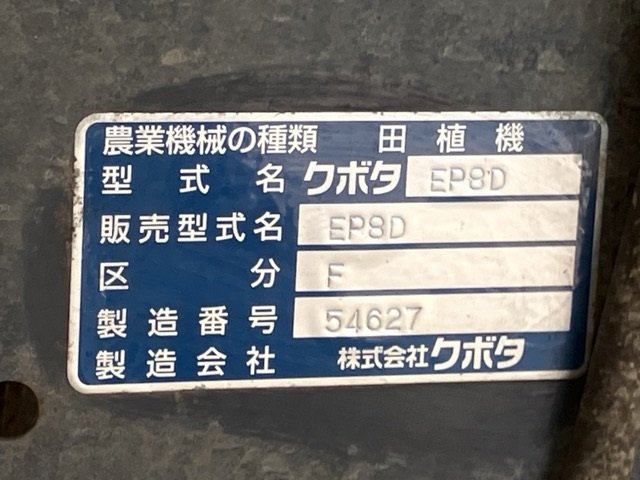 農業機械の種類 田植機
型式名 クボタ EP8D
販売型式名 EP8D
区分 F
製造番号 54627
製造会社 株式会社クボタ